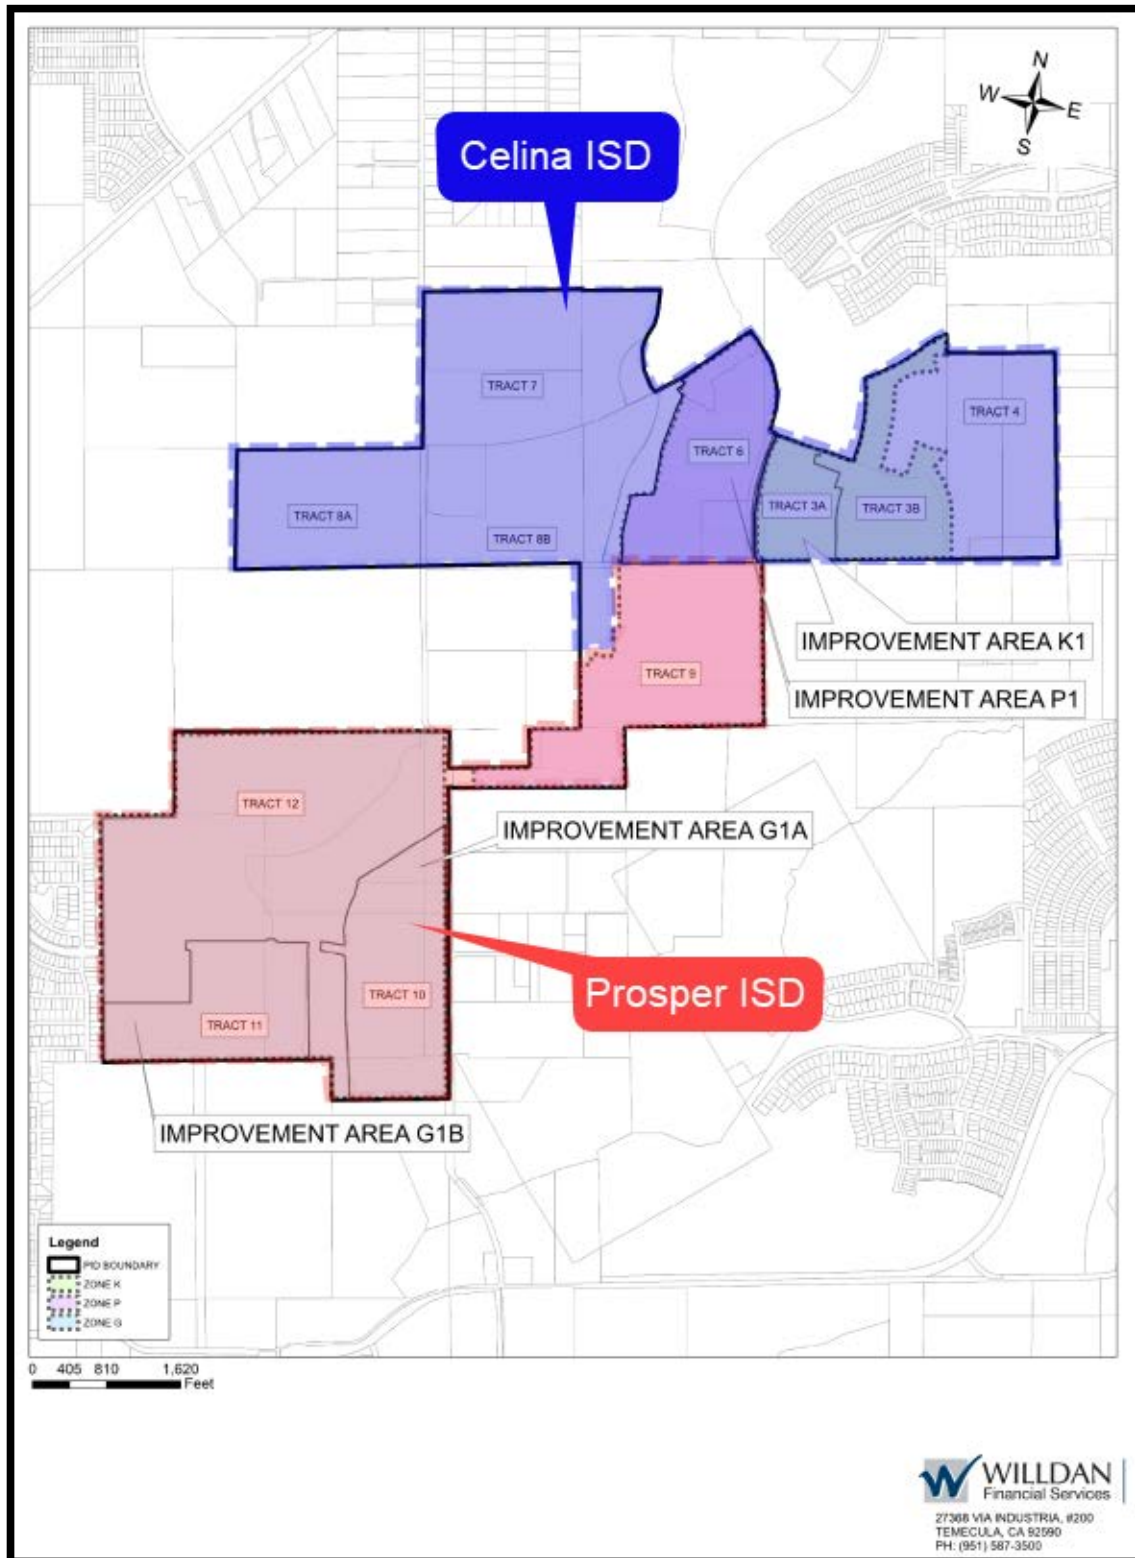 N
W
E
S
Celina ISD
TRACT 7
TRACT 4
TRACT 6
TRACT 3A
TRACT 3B
TRACT 8A
TRACT 8B
IMPROVEMENT AREA K1
TRACT 9
IMPROVEMENT AREA P1
TRACT 12
IMPROVEMENT AREA G1A
Prosper ISD
TRACT 10
TRACT 11
IMPROVEMENT AREA G1B
Legend
PID BOUNDARY
ZONE K
ZONE P
ZONE G
0 405 810 1,620
Feet
WILLDAN
Financial Services
27368 VIA INDUSTRIA, #200
TEMECULA, CA 92590
PH: (951) 587-3500